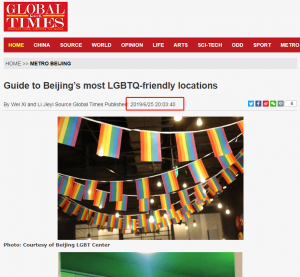 GLOBAL
TIMES
HOME CHINA SOURCE WORLD OPINION LIFE ARTS SCI-TECH ODD SPORT METRO
HOME >> METRO BEIJING
Guide to Beijing's most LGBTQ-friendly locations
By Wei Xi and Li Jieyi Source:Global Times Published: 2019/6/25 20:03:40
Photo: Courtesy of Beijing LGBT Center